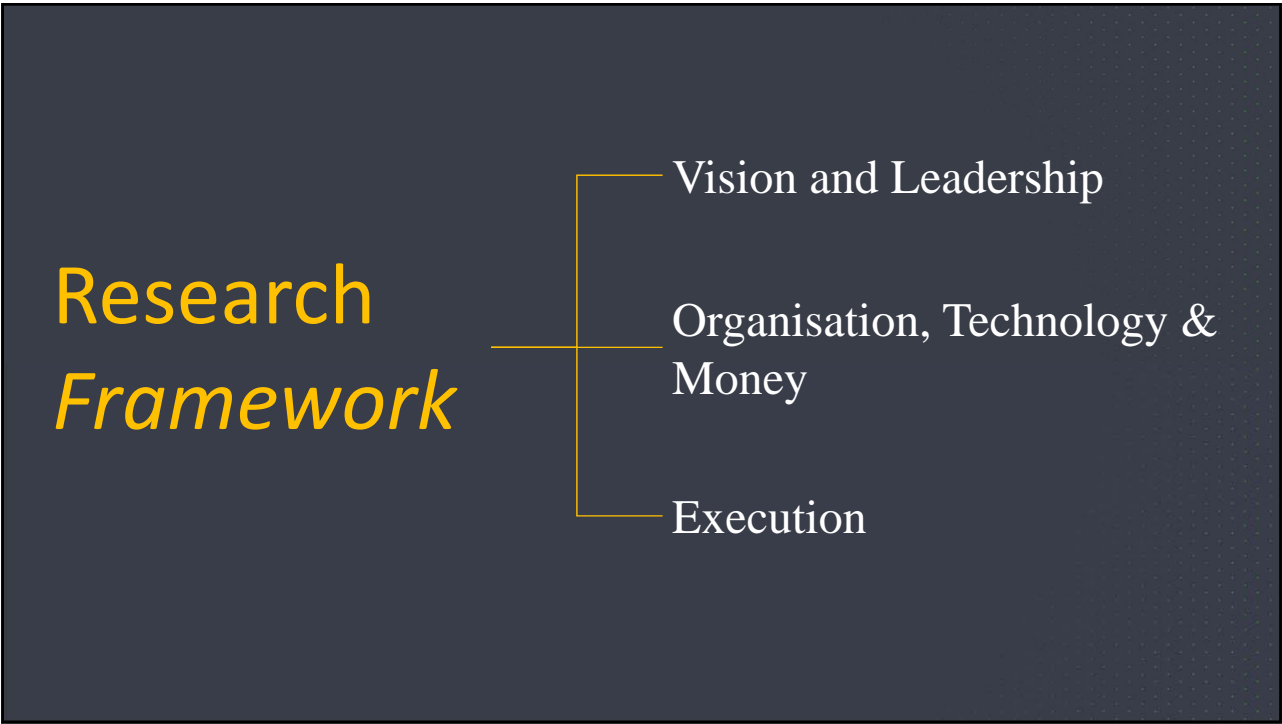 Research
Framework
Vision and Leadership
Organisation, Technology &
Money
Execution